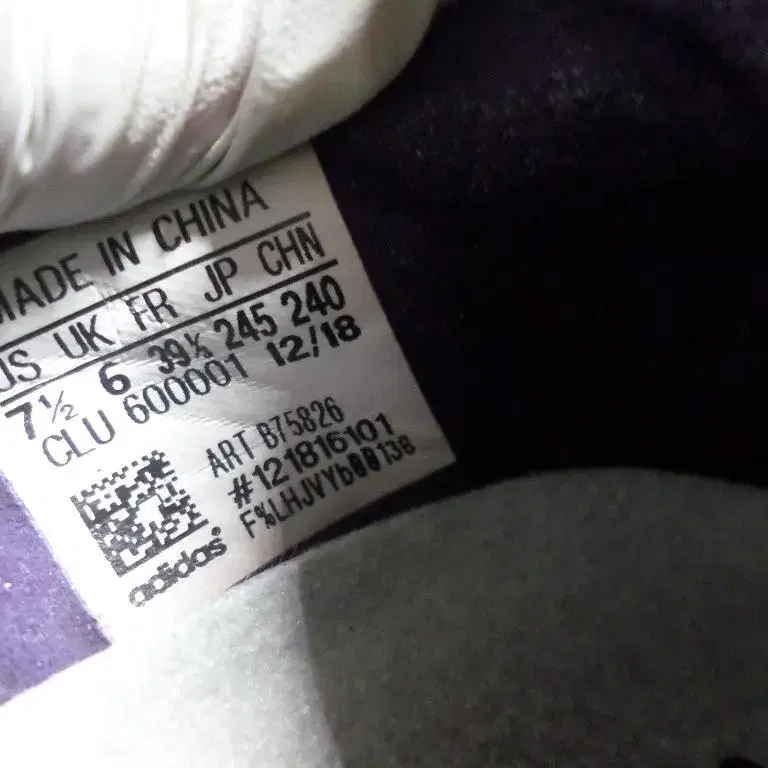 MADE IN CHINA
US UK FR JP CHN
7½ 6 39⅓ 245 240
CLU 600001 12/18
ART B75826
#121816101
adidas